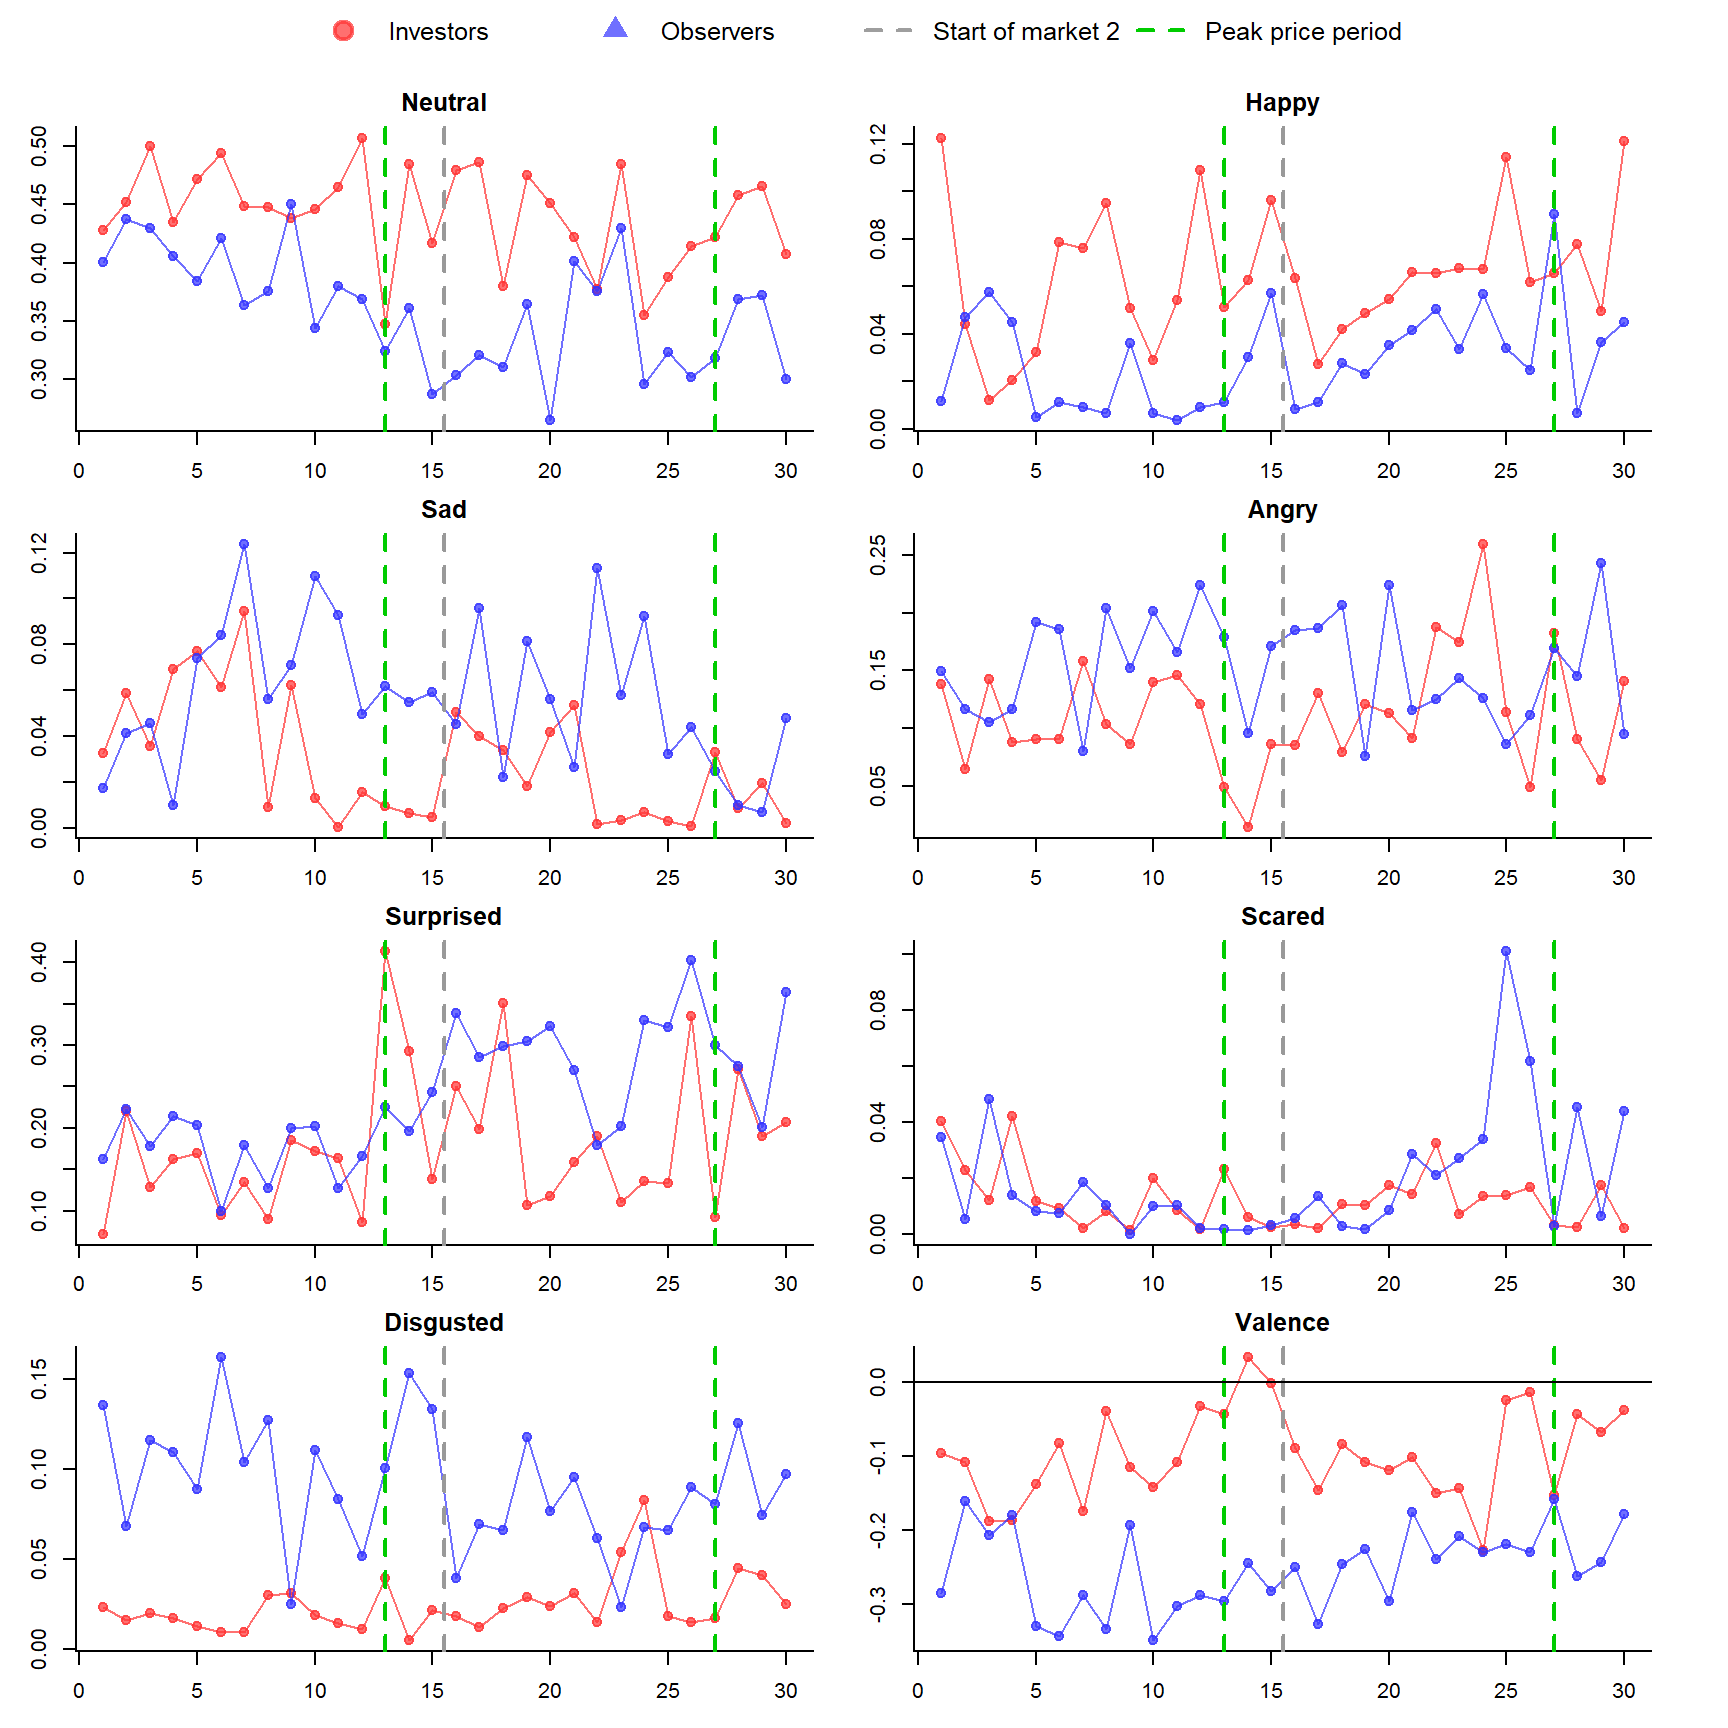 Investors Observers Start of market 2 Peak price period
Neutral Happy
0.30 0.35 0.40 0.45 0.50
0 5 10 15 20 25 30
0.00 0.04 0.08 0.12
0 5 10 15 20 25 30
Sad Angry
0.00 0.04 0.08 0.12
0 5 10 15 20 25 30
0.05 0.15 0.25
0 5 10 15 20 25 30
Surprised Scared
0.10 0.20 0.30 0.40
0 5 10 15 20 25 30
0.00 0.04 0.08
0 5 10 15 20 25 30
Disgusted Valence
0.00 0.05 0.10 0.15
0 5 10 15 20 25 30
-0.3 -0.2 -0.1 0.0
0 5 10 15 20 25 30